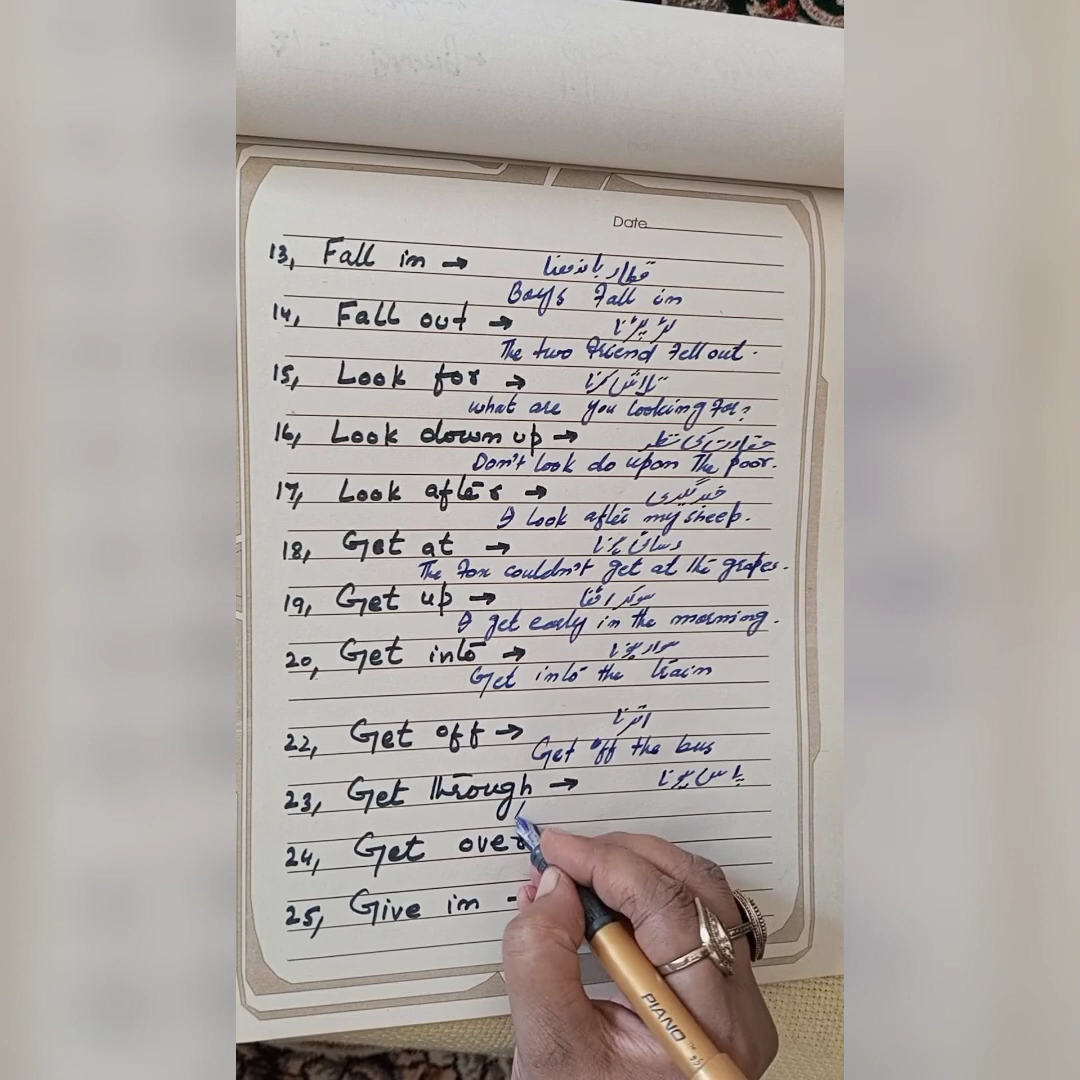 Date
13, Fall in → قطار باندھنا
Boys Fall in
14, Fall out → لڑ پڑنا
The two Friend Fell out.
15, Look for → تلاش کرنا
what are you looking For?
16, Look down up → حقارت کی نظر
Don't look do upon The poor.
17, Look after → خبر گیری
I look after my sheep.
18, Get at → رسائی ہونا
The Fox couldn't get at the grapes.
19, Get up → سوکر اٹھنا
I get early in the morning.
20, Get into → سوار ہونا
Get into the train
22, Get off → اترنا
Get off the bus
23, Get through → پاس ہونا
24, Get over
25, Give in -
PIANO